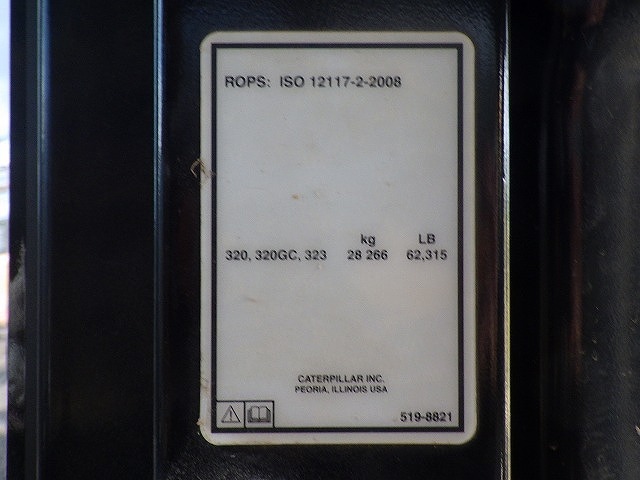 ROPS: ISO 12117-2-2008
kg LB
320, 320GC, 323 28 266 62,315
CATERPILLAR INC.
PEORIA, ILLINOIS USA
519-8821